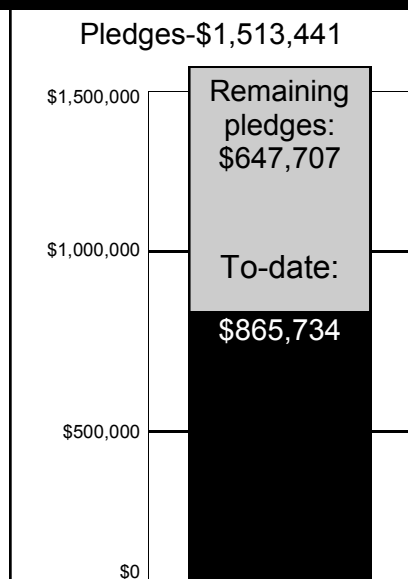 Pledges-$1,513,441
$1,500,000
Remaining
pledges:
$647,707
$1,000,000
To-date:
$865,734
$500,000
$0